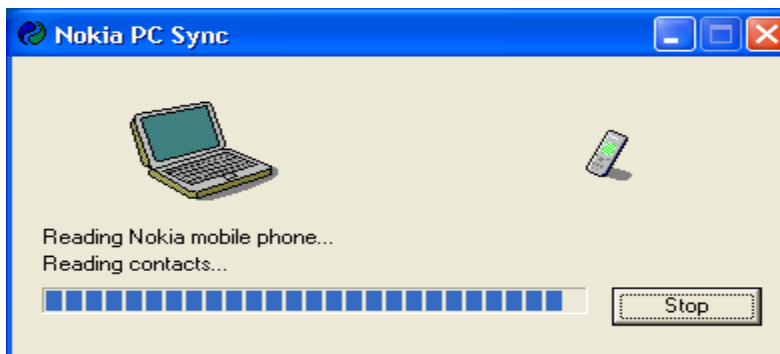 Nokia PC Sync
Reading Nokia mobile phone...
Reading contacts...
Stop